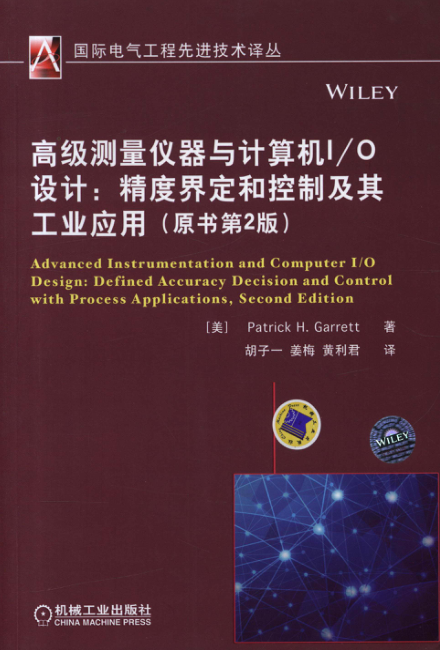 国际电气工程先进技术译丛
WILEY
高级测量仪器与计算机I/O
设计：精度界定和控制及其
工业应用（原书第2版）
Advanced Instrumentation and Computer I/O
Design: Defined Accuracy Decision and Control
with Process Applications, Second Edition
［美］ Patrick H. Garrett 著
胡子一 姜梅 黄利君 译
WILEY
机械工业出版社
CHINA MACHINE PRESS